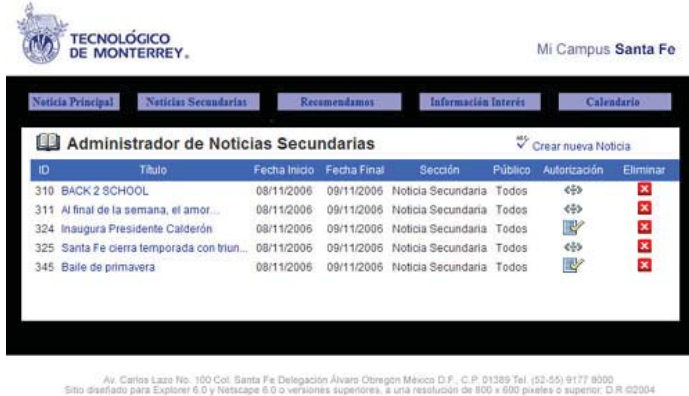 TECNOLÓGICO
DE MONTERREY.
Mi Campus Santa Fe
Noticia Principal Noticias Secundarias Recomendamos Información Interés Calendario
Administrador de Noticias Secundarias
ABC Crear nueva Noticia
ID Título Fecha Inicio Fecha Final Sección Público Autorización Eliminar
310 BACK 2 SCHOOL 08/11/2006 09/11/2006 Noticia Secundaria Todos
311 Al final de la semana, el amor... 08/11/2006 09/11/2006 Noticia Secundaria Todos
324 Inaugura Presidente Calderón 08/11/2006 09/11/2006 Noticia Secundaria Todos
325 Santa Fe cierra temporada con triun... 08/11/2006 09/11/2006 Noticia Secundaria Todos
345 Baile de primavera 08/11/2006 09/11/2006 Noticia Secundaria Todos
Av. Carlos Lazo No. 100 Col. Santa Fe Delegación Álvaro Obregón México D.F., C.P. 01389 Tel. (52-55) 9177 8000
Sitio diseñado para Explorer 6.0 y Netscape 6.0 o versiones superiores, a una resolución de 800 x 600 pixeles o superior. D.R.©2004